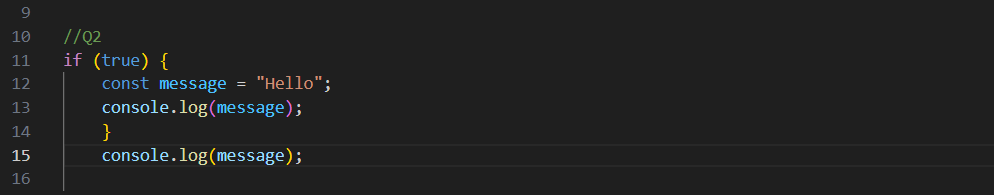 9
10 //Q2
11 if (true) {
12     const message = "Hello";
13     console.log(message);
14     }
15     console.log(message);
16